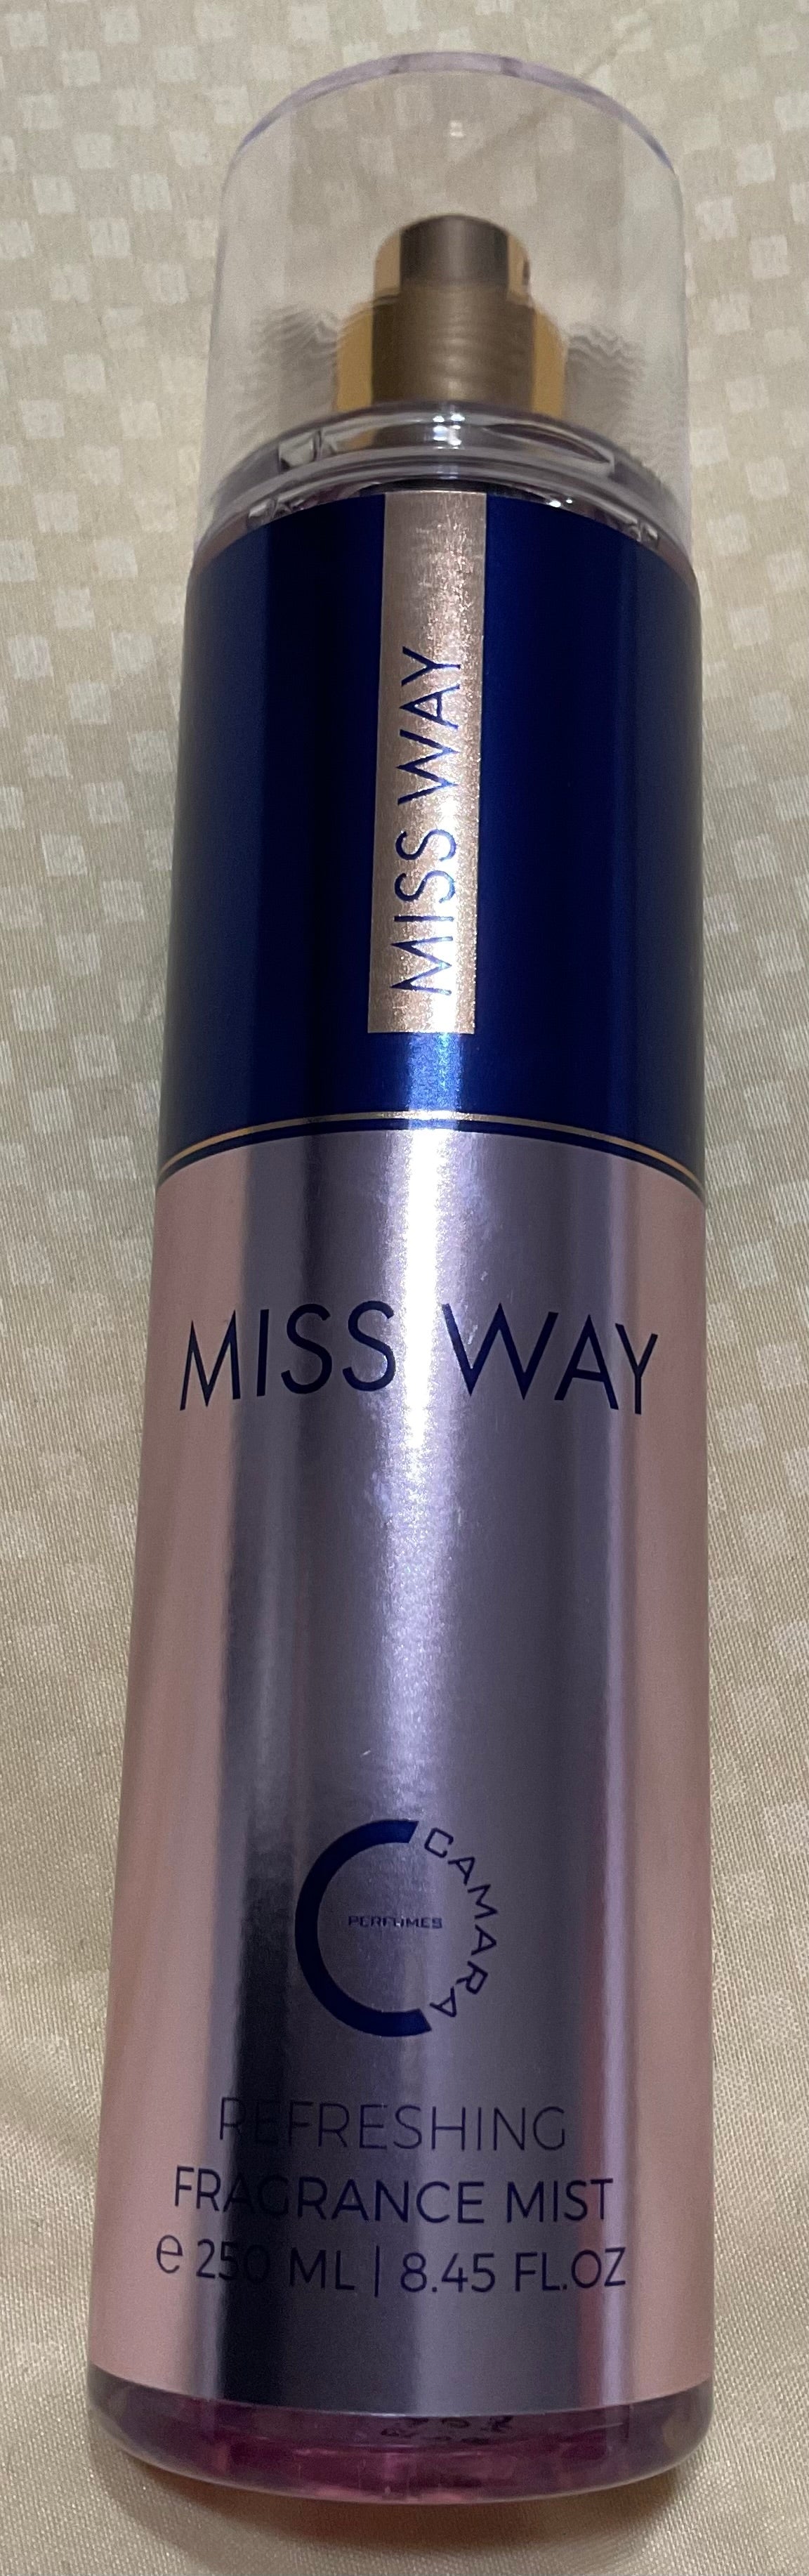 MISS WAY
MISS WAY
CAMARA
PERFUMES
REFRESHING
FRAGRANCE MIST
e 250 ML | 8.45 FL.OZ